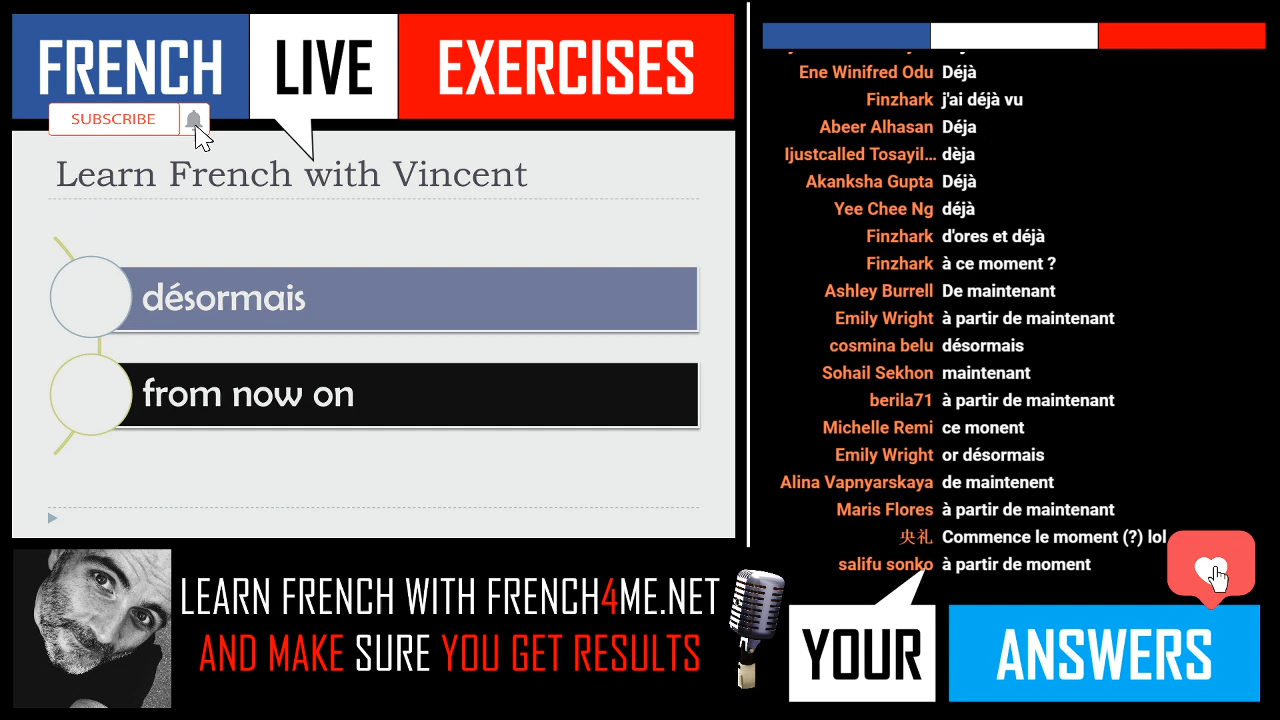 FRENCH LIVE EXERCISES
SUBSCRIBE
Learn French with Vincent
désormais
from now on
LEARN FRENCH WITH FRENCH4ME.NET
AND MAKE SURE YOU GET RESULTS
Ene Winifred Odu Déjà
Finzhark j'ai déjà vu
Abeer Alhasan Déja
Ijustcalled Tosayil... dèja
Akanksha Gupta Déjà
Yee Chee Ng déjà
Finzhark d'ores et déjà
Finzhark à ce moment ?
Ashley Burrell De maintenant
Emily Wright à partir de maintenant
cosmina belu désormais
Sohail Sekhon maintenant
berila71 à partir de maintenant
Michelle Remi ce monent
Emily Wright or désormais
Alina Vapnyarskaya de maintenent
Maris Flores à partir de maintenant
央礼 Commence le moment (?) lol
salifu sonko à partir de moment
YOUR ANSWERS